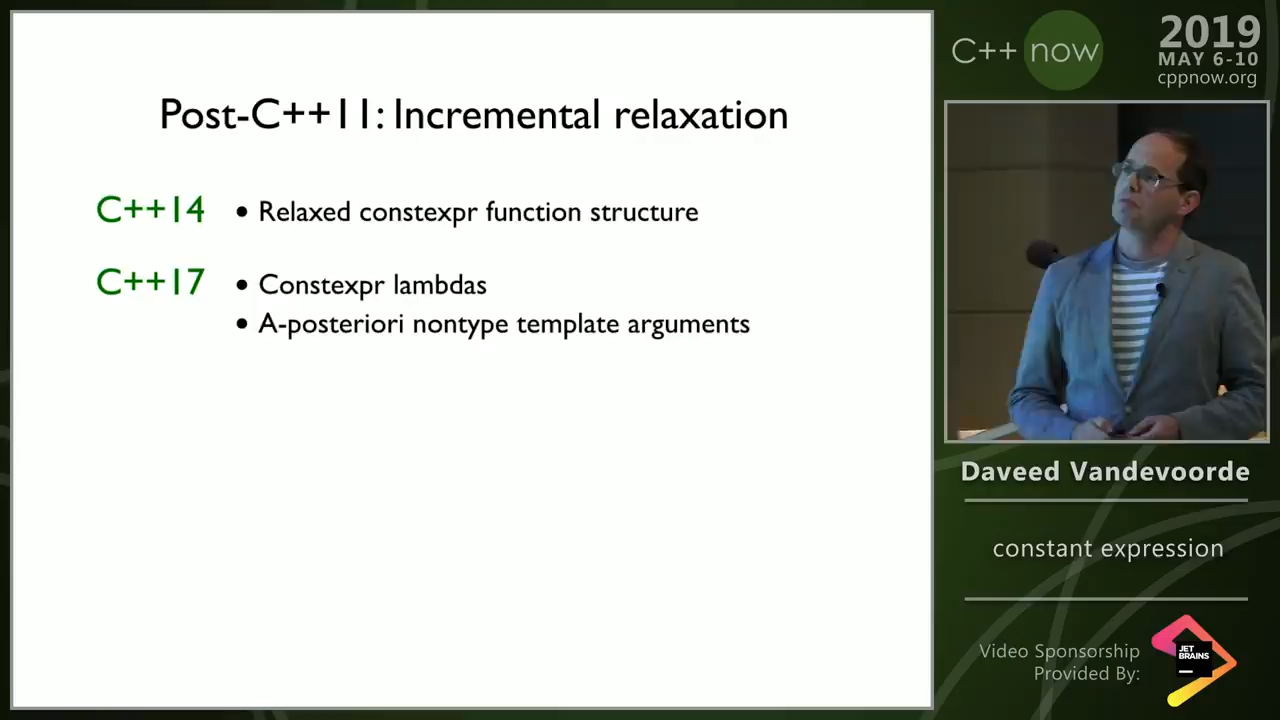 Post-C++11: Incremental relaxation
C++14 • Relaxed constexpr function structure
C++17 • Constexpr lambdas
• A-posteriori nontype template arguments
C++ now
2019
MAY 6-10
cppnow.org
Daveed Vandevoorde
constant expression
Video Sponsorship
Provided By:
JET
BRAINS